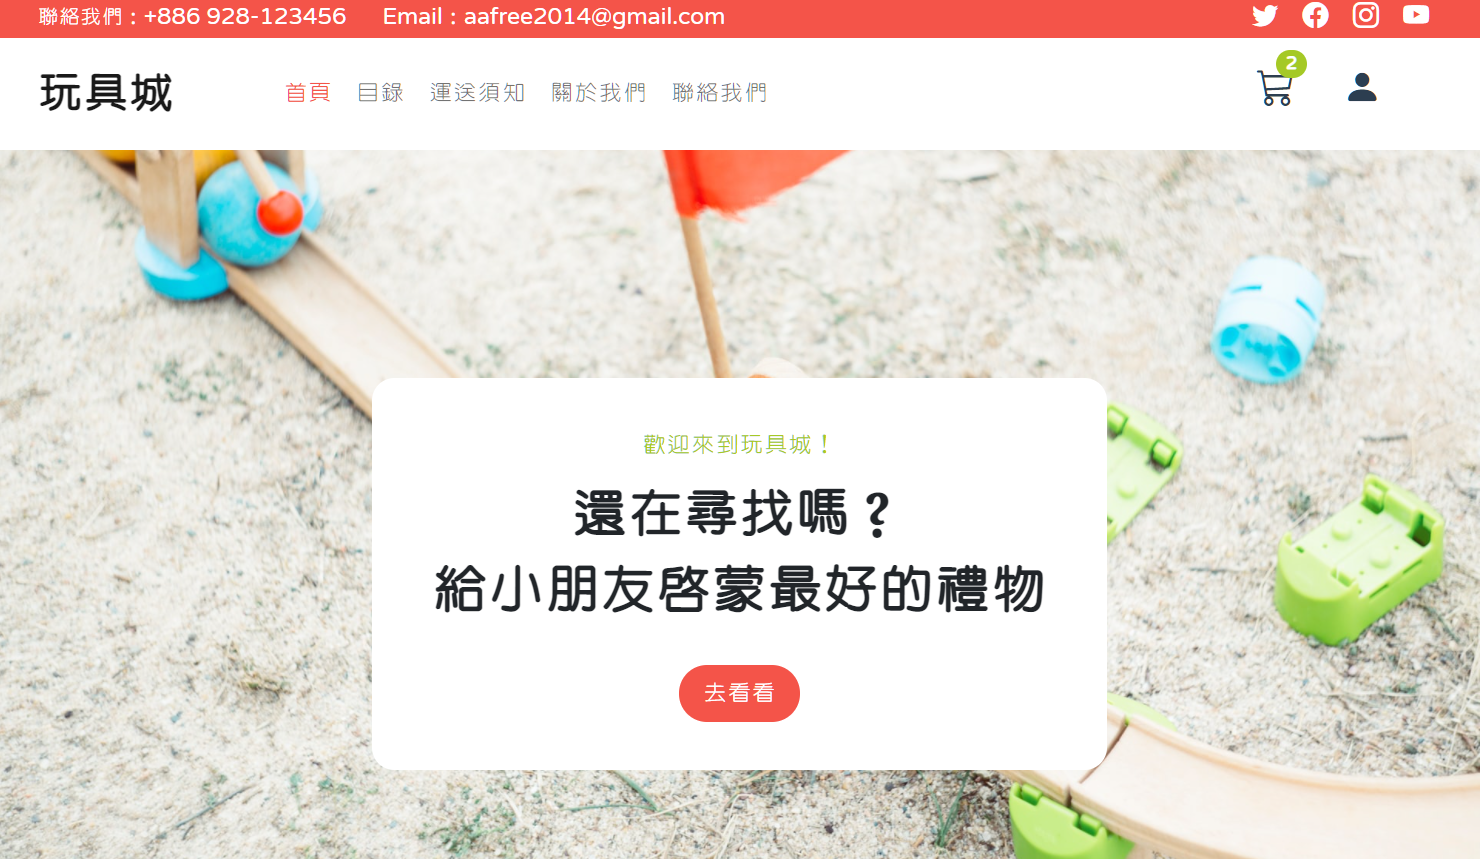 聯絡我們：+886 928-123456 Email：aafree2014@gmail.com
2
玩具城 首頁 目錄 運送須知 關於我們 聯絡我們
歡迎來到玩具城！
還在尋找嗎？
給小朋友啓蒙最好的禮物
去看看